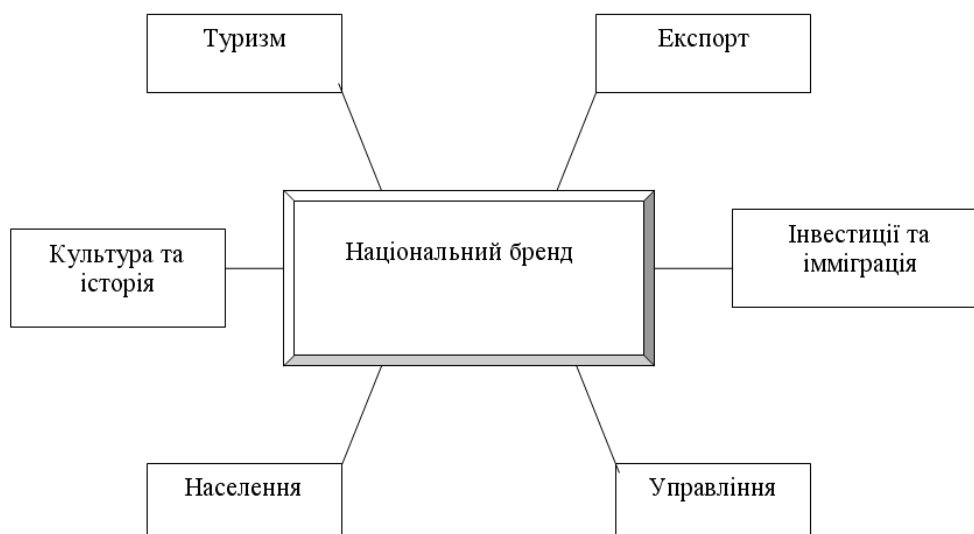 Туризм
Експорт
Культура та
історія
Національний бренд
Інвестиції та
імміграція
Населення
Управління